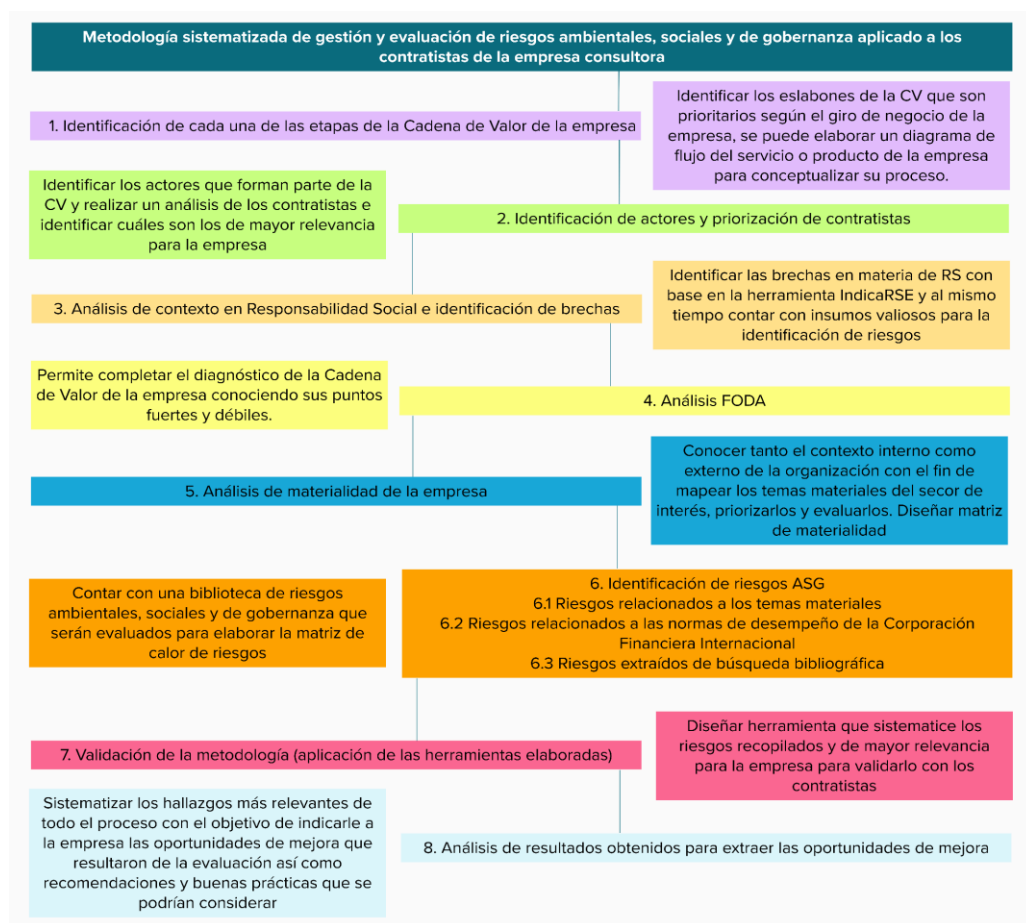 Metodología sistematizada de gestión y evaluación de riesgos ambientales, sociales y de gobernanza aplicado a los
contratistas de la empresa consultora
1. Identificación de cada una de las etapas de la Cadena de Valor de la empresa
Identificar los eslabones de la CV que son
prioritarios según el giro de negocio de la
empresa, se puede elaborar un diagrama de
flujo del servicio o producto de la empresa
para conceptualizar su proceso.
Identificar los actores que forman parte de la
CV y realizar un análisis de los contratistas e
identificar cuáles son los de mayor relevancia
para la empresa
2. Identificación de actores y priorización de contratistas
3. Análisis de contexto en Responsabilidad Social e identificación de brechas
Identificar las brechas en materia de RS con
base en la herramienta IndicaRSE y al mismo
tiempo contar con insumos valiosos para la
identificación de riesgos
Permite completar el diagnóstico de la Cadena
de Valor de la empresa conociendo sus puntos
fuertes y débiles.
4. Análisis FODA
5. Análisis de materialidad de la empresa
Conocer tanto el contexto interno como
externo de la organización con el fin de
mapear los temas materiales del secor de
interés, priorizarlos y evaluarlos. Diseñar matriz
de materialidad
Contar con una biblioteca de riesgos
ambientales, sociales y de gobernanza que
serán evaluados para elaborar la matriz de
calor de riesgos
6. Identificación de riesgos ASG
6.1 Riesgos relacionados a los temas materiales
6.2 Riesgos relacionados a las normas de desempeño de la Corporación
Financiera Internacional
6.3 Riesgos extraídos de búsqueda bibliográfica
7. Validación de la metodología (aplicación de las herramientas elaboradas)
Diseñar herramienta que sistematice los
riesgos recopilados y de mayor relevancia
para la empresa para validarlo con los
contratistas
Sistematizar los hallazgos más relevantes de
todo el proceso con el objetivo de indicarle a
la empresa las oportunidades de mejora que
resultaron de la evaluación así como
recomendaciones y buenas prácticas que se
podrían considerar
8. Análisis de resultados obtenidos para extraer las oportunidades de mejora